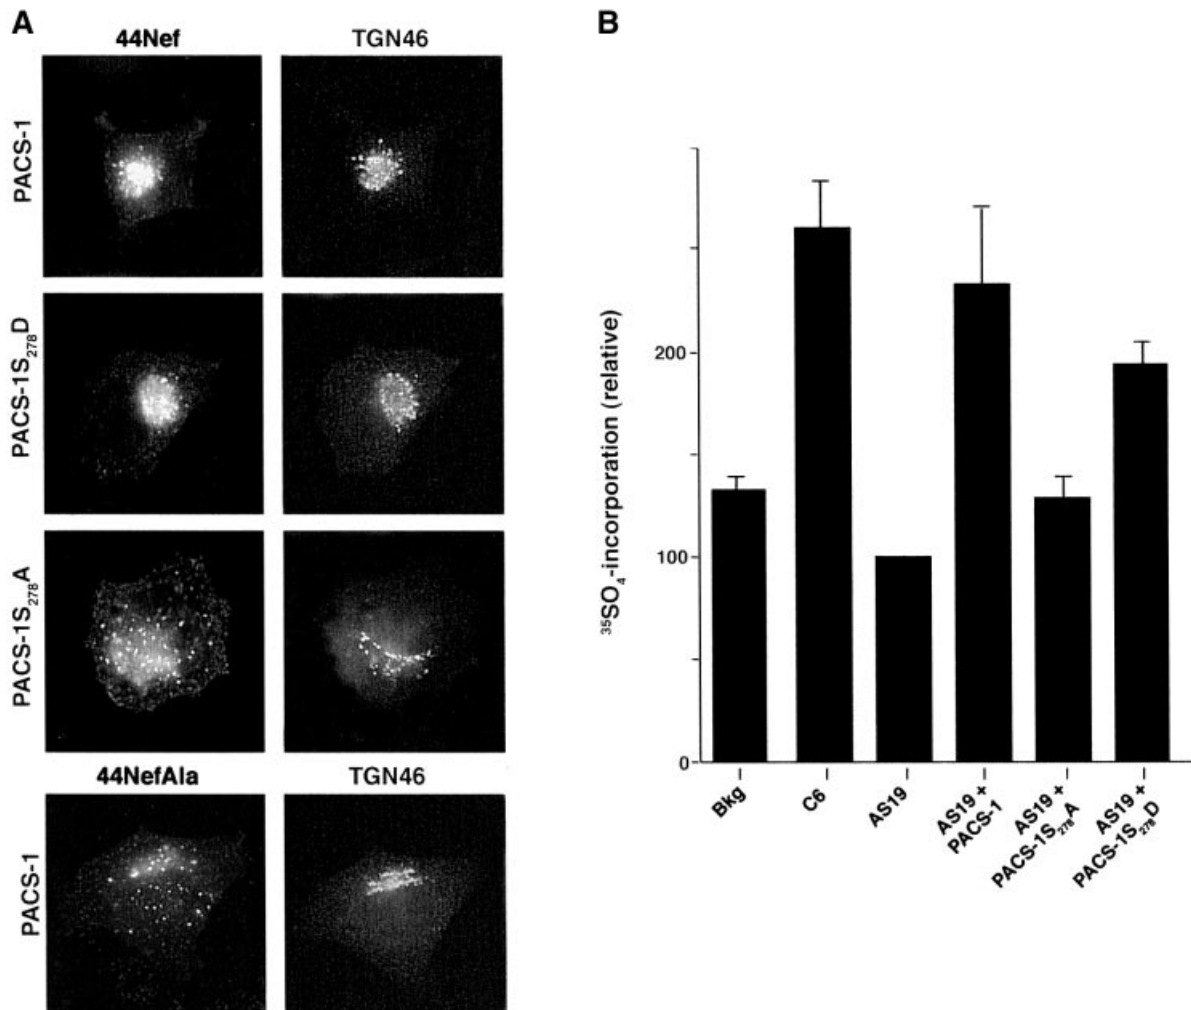 A
44Nef TGN46
PACS-1
PACS-1S₂₇₈D
PACS-1S₂₇₈A
44NefAla TGN46
PACS-1
B
³⁵SO₄-incorporation (relative)
200
100
0
Bkg
C6
AS19
AS19 +
PACS-1
AS19 +
PACS-1S₂₇₈A
AS19 +
PACS-1S₂₇₈D